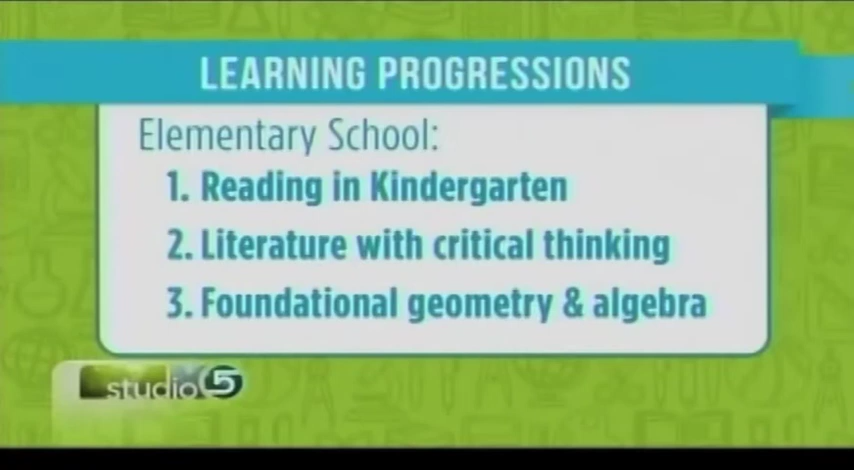 LEARNING PROGRESSIONS
Elementary School:
1. Reading in Kindergarten
2. Literature with critical thinking
3. Foundational geometry & algebra
studio 5